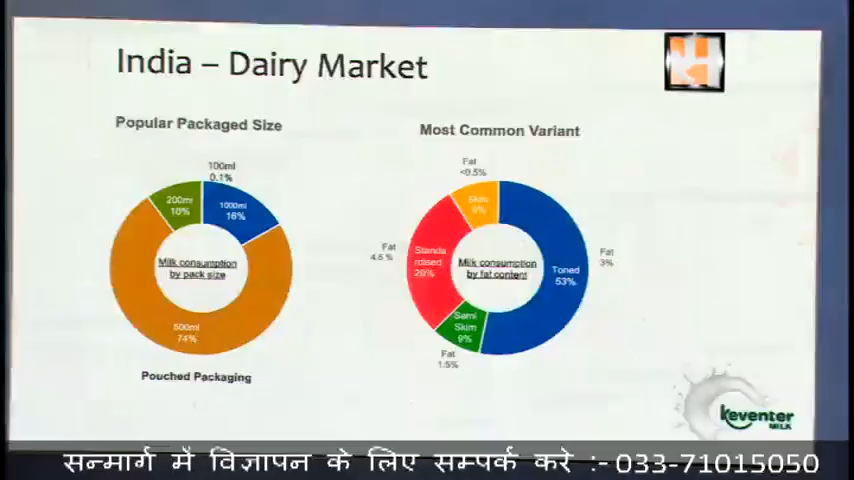 India – Dairy Market
Popular Packaged Size
Most Common Variant
100ml
0.1%
200ml
10%
1000ml
16%
Milk consumption
by pack size
500ml
74%
Pouched Packaging
Fat
<0.5%
Skim
9%
Fat
4.5 %
Standa
rdised
29%
Milk consumption
by fat content
Toned
53%
Fat
3%
Semi
Skim
9%
Fat
1.5%
Keventer
MILK
सन्मार्ग में विज्ञापन के लिए सम्पर्क करे :- 033-71015050